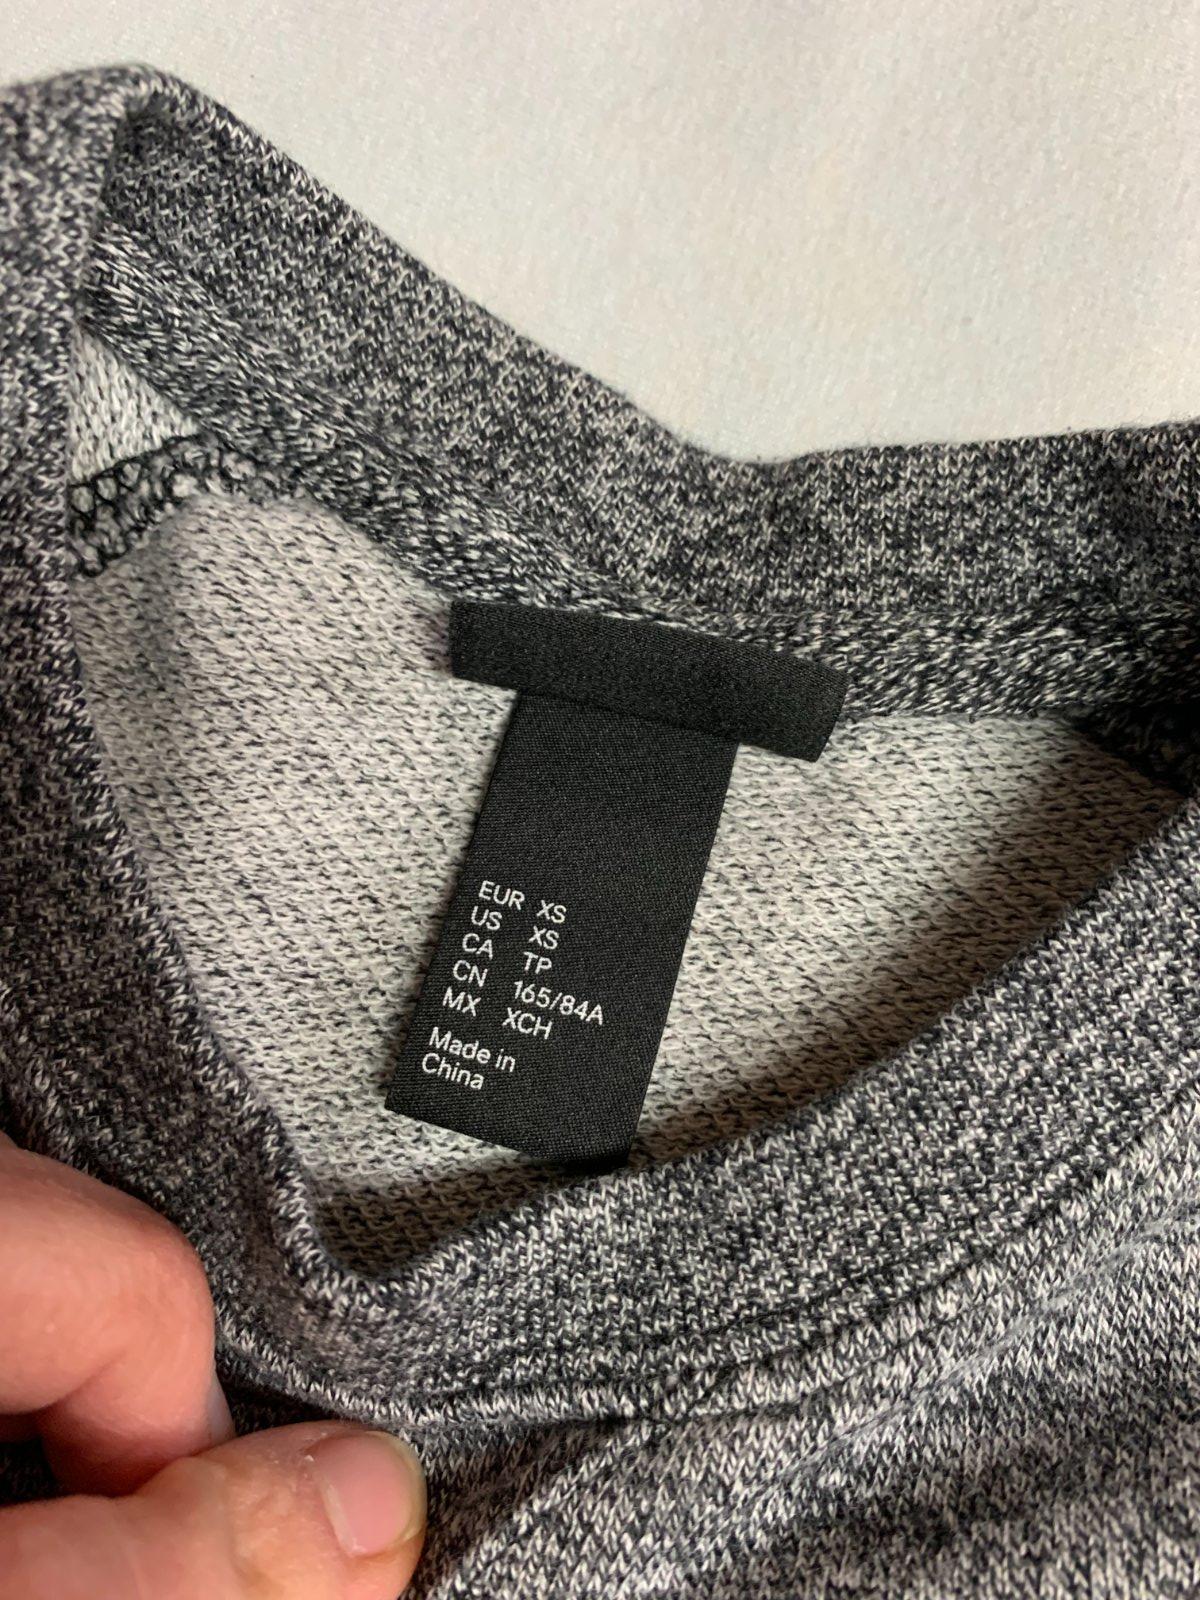 EUR XS
US XS
CA TP
CN 165/84A
MX XCH
Made in
China